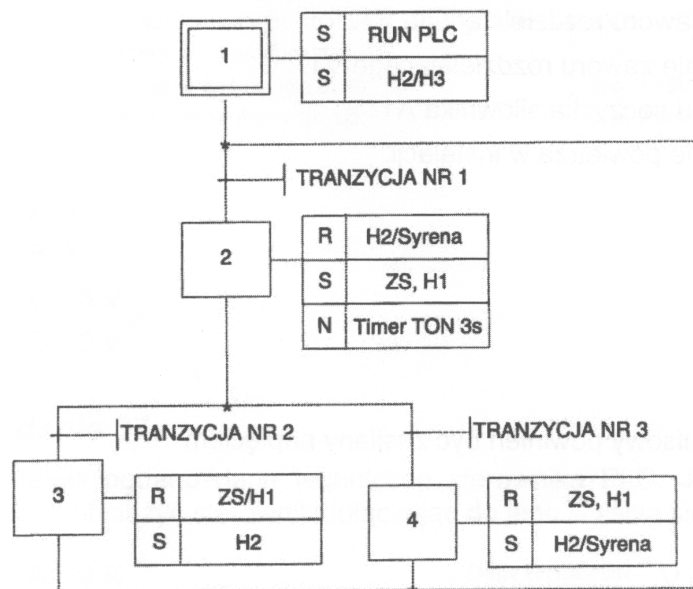 1
S RUN PLC
S H2/H3
TRANZYCJA NR 1
2
R H2/Syrena
S ZS, H1
N Timer TON 3s
TRANZYCJA NR 2
TRANZYCJA NR 3
3
R ZS/H1
S H2
4
R ZS, H1
S H2/Syrena